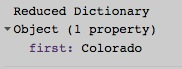 Reduced Dictionary
▼Object (1 property)
first: Colorado